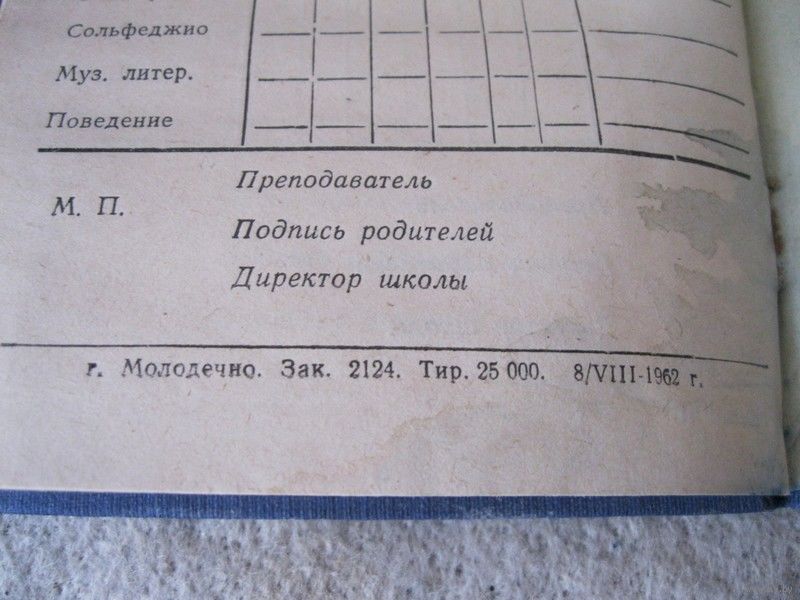 Сольфеджио
Муз. литер.
Поведение
Преподаватель
М. П.
Подпись родителей
Директор школы
г. Молодечно. Зак. 2124. Тир. 25 000. 8/VIII-1962 г.